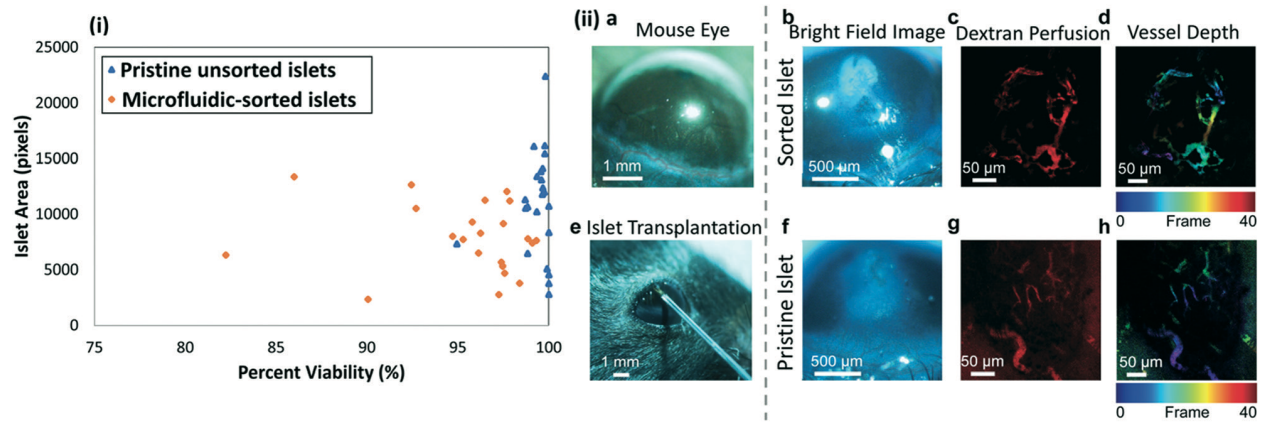 (i)
25000
20000
15000
10000
5000
0
75 80 85 90 95 100
Islet Area (pixels)
Percent Viability (%)
Pristine unsorted islets
Microfluidic-sorted islets
(ii) a Mouse Eye
1 mm
b Bright Field Image
Sorted Islet
500 µm
c Dextran Perfusion
50 µm
d Vessel Depth
50 µm
0 Frame 40
e Islet Transplantation
1 mm
f
Pristine Islet
500 µm
g
50 µm
h
50 µm
0 Frame 40